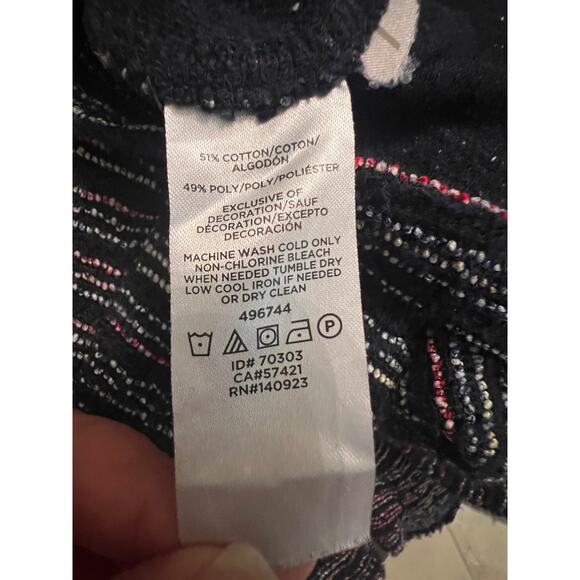 51% COTTON/COTON/
ALGODÓN
49% POLY/POLY/POLIÉSTER
EXCLUSIVE OF
DECORATION/SAUF
DÉCORATION/EXCEPTO
DECORACIÓN
MACHINE WASH COLD ONLY
NON-CHLORINE BLEACH
WHEN NEEDED TUMBLE DRY
LOW COOL IRON IF NEEDED
OR DRY CLEAN
496744
P
ID# 70303
CA#57421
RN#140923